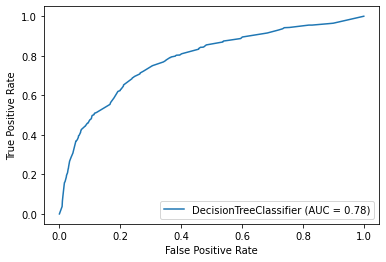 1.0
0.8
0.6
0.4
0.2
0.0
True Positive Rate
DecisionTreeClassifier (AUC = 0.78)
0.0 0.2 0.4 0.6 0.8 1.0
False Positive Rate